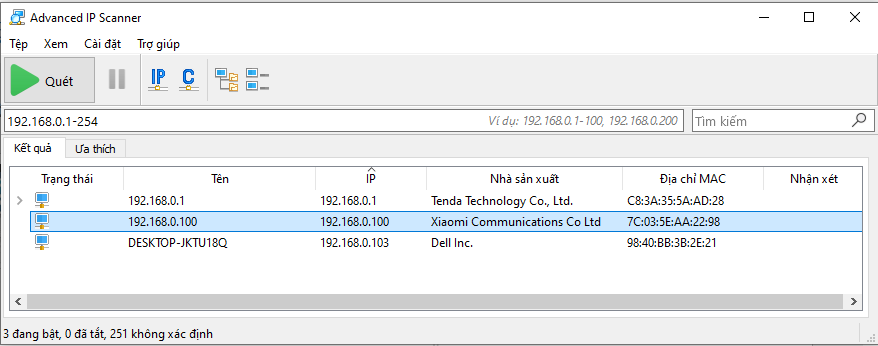 Advanced IP Scanner
Tệp Xem Cài đặt Trợ giúp
Quét IP C
192.168.0.1-254 Ví dụ: 192.168.0.1-100, 192.168.0.200 Tìm kiếm
Kết quả Ưa thích
Trạng thái Tên IP Nhà sản xuất Địa chỉ MAC Nhận xét
192.168.0.1 192.168.0.1 Tenda Technology Co., Ltd. C8:3A:35:5A:AD:28
192.168.0.100 192.168.0.100 Xiaomi Communications Co Ltd 7C:03:5E:AA:22:98
DESKTOP-JKTU18Q 192.168.0.103 Dell Inc. 98:40:BB:3B:2E:21
3 đang bật, 0 đã tắt, 251 không xác định